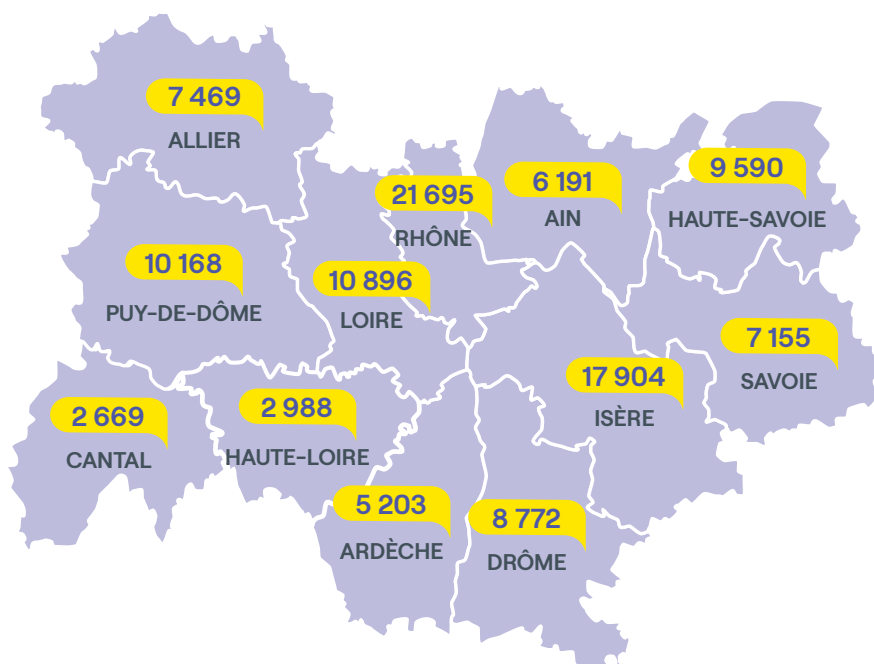 7 469
ALLIER
21 695
RHÔNE
6 191
AIN
9 590
HAUTE-SAVOIE
10 168
PUY-DE-DÔME
10 896
LOIRE
7 155
SAVOIE
17 904
ISÈRE
2 669
CANTAL
2 988
HAUTE-LOIRE
5 203
ARDÈCHE
8 772
DRÔME